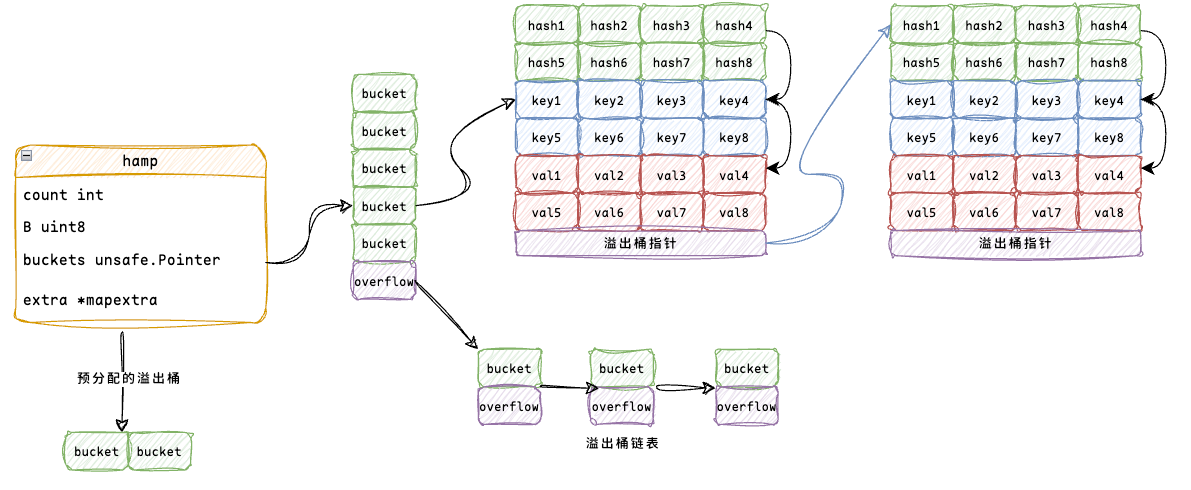 hamp
count int
B uint8
buckets unsafe.Pointer
extra *mapextra
预分配的溢出桶
bucket bucket
bucket
bucket
bucket
bucket
bucket
overflow
hash1 hash2 hash3 hash4
hash5 hash6 hash7 hash8
key1 key2 key3 key4
key5 key6 key7 key8
val1 val2 val3 val4
val5 val6 val7 val8
溢出桶指针
hash1 hash2 hash3 hash4
hash5 hash6 hash7 hash8
key1 key2 key3 key4
key5 key6 key7 key8
val1 val2 val3 val4
val5 val6 val7 val8
溢出桶指针
bucket bucket bucket
overflow overflow overflow
溢出桶链表